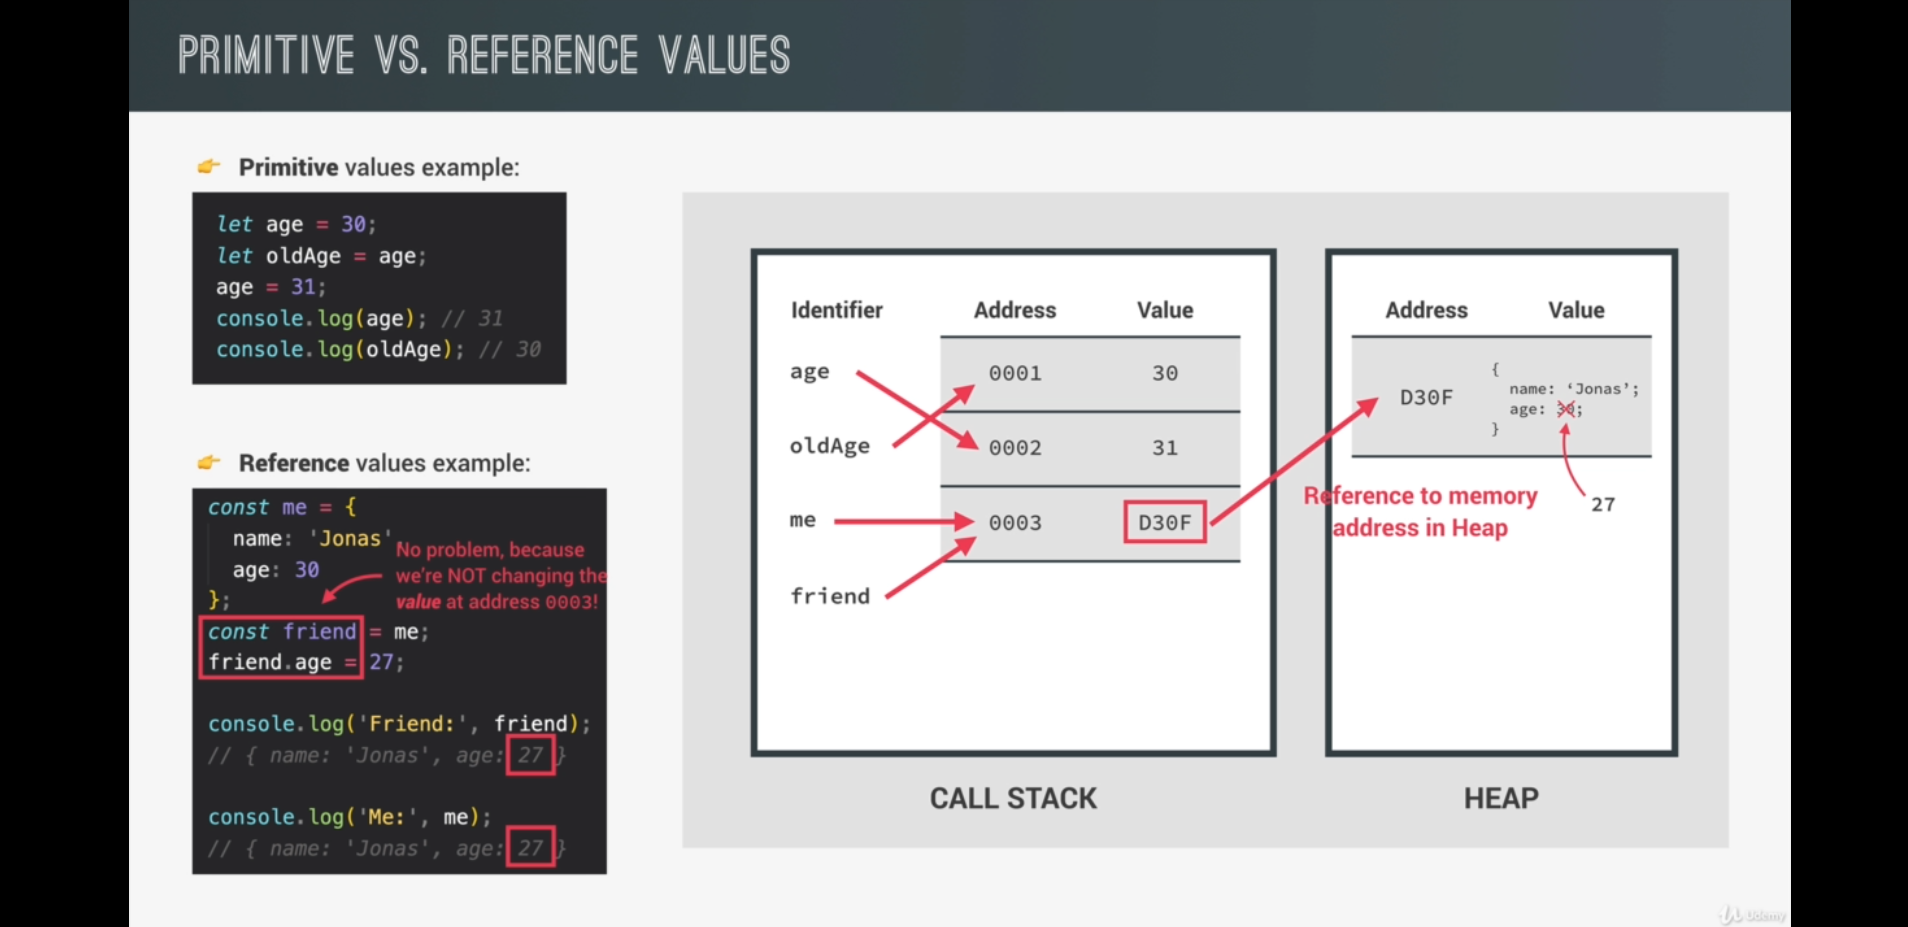 PRIMITIVE VS. REFERENCE VALUES
👉 Primitive values example:
let age = 30;
let oldAge = age;
age = 31;
console.log(age); // 31
console.log(oldAge); // 30
👉 Reference values example:
const me = {
name: 'Jonas'
age: 30
};
const friend = me;
friend.age = 27;
No problem, because
we're NOT changing the
value at address 0003!
console.log('Friend:', friend);
// { name: 'Jonas', age: 27 }
console.log('Me:', me);
// { name: 'Jonas', age: 27 }
Identifier Address Value
age 0001 30
oldAge 0002 31
me 0003 D30F
friend
CALL STACK
Address Value
D30F
{
name: ‘Jonas’;
age: 30;
}
27
Reference to memory
address in Heap
HEAP
Udemy